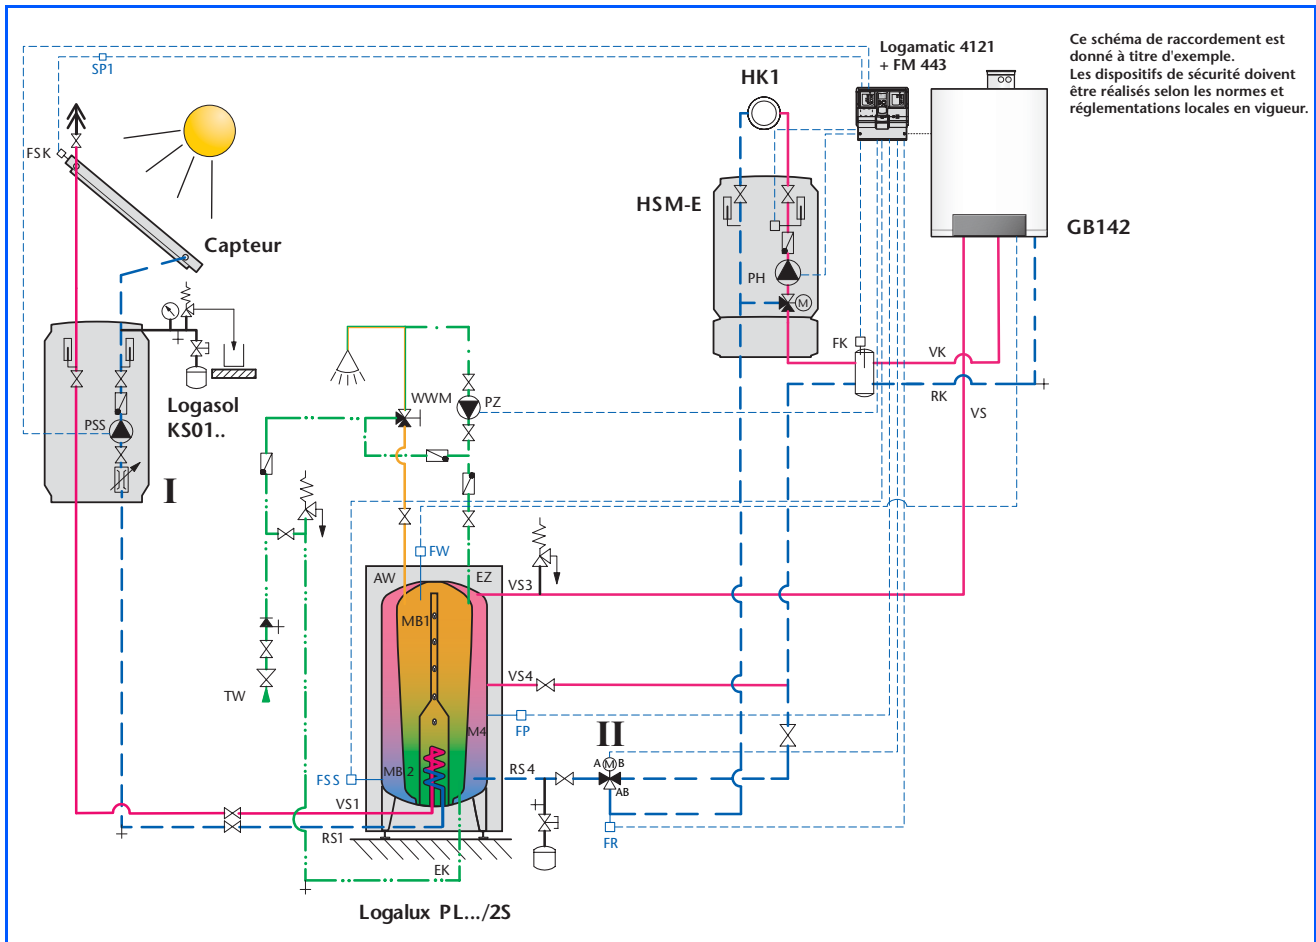 Logamatic 4121
+ FM 443
Ce schéma de raccordement est
donné à titre d'exemple.
Les dispositifs de sécurité doivent
être réalisés selon les normes et
réglementations locales en vigueur.
SP1
HK1
FSK
HSM-E
GB142
Capteur
PH
M
FK
VK
RK
VS
Logasol
KS01..
PSS
I
WWM
PZ
FW
AW
EZ
VS3
MB1
TW
VS4
FP
M4
II
A
M
B
AB
FSS
MB 2
RS4
VS1
RS1
FR
EK
Logalux PL.../2S